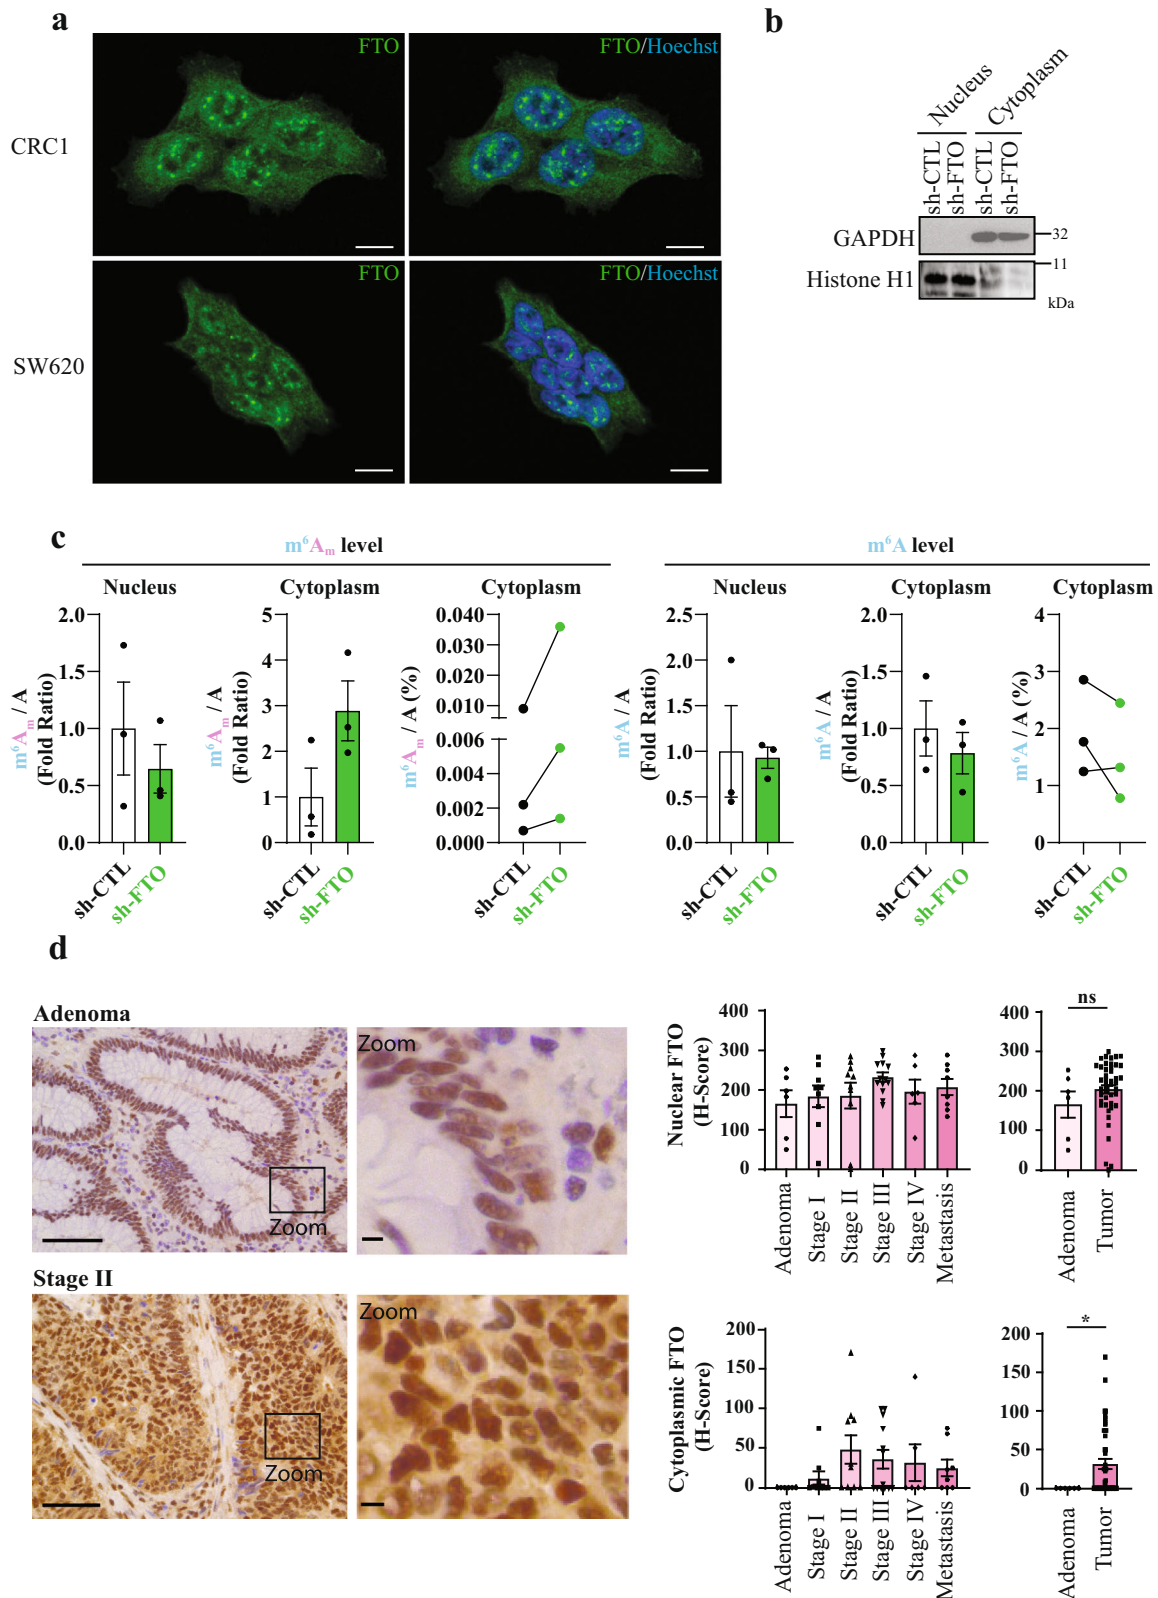 a
FTO
FTO/Hoechst
CRC1
FTO
FTO/Hoechst
SW620
b
Nucleus
Cytoplasm
sh-CTL
sh-FTO
sh-CTL
sh-FTO
GAPDH
32
11
Histone H1
kDa
c
m⁶Aₘ level
m⁶A level
Nucleus
2.0
1.5
1.0
0.5
0.0
m⁶Aₘ / A
(Fold Ratio)
sh-CTL
sh-FTO
Cytoplasm
5
4
3
2
1
0
m⁶Aₘ / A
(Fold Ratio)
sh-CTL
sh-FTO
Cytoplasm
0.040
0.030
0.020
0.010
0.006
0.004
0.002
0.000
m⁶Aₘ / A (%)
sh-CTL
sh-FTO
Nucleus
2.5
2.0
1.5
1.0
0.5
0.0
m⁶A / A
(Fold Ratio)
sh-CTL
sh-FTO
Cytoplasm
2.0
1.5
1.0
0.5
0.0
m⁶A / A
(Fold Ratio)
sh-CTL
sh-FTO
Cytoplasm
4
3
2
1
0
m⁶A / A (%)
sh-CTL
sh-FTO
d
Adenoma
Zoom
Zoom
Stage II
Zoom
Zoom
Nuclear FTO
(H-Score)
400
300
200
100
0
Adenoma
Stage I
Stage II
Stage III
Stage IV
Metastasis
ns
400
300
200
100
0
Adenoma
Tumor
Cytoplasmic FTO
(H-Score)
200
150
100
50
0
Adenoma
Stage I
Stage II
Stage III
Stage IV
Metastasis
*
200
150
100
50
0
Adenoma
Tumor